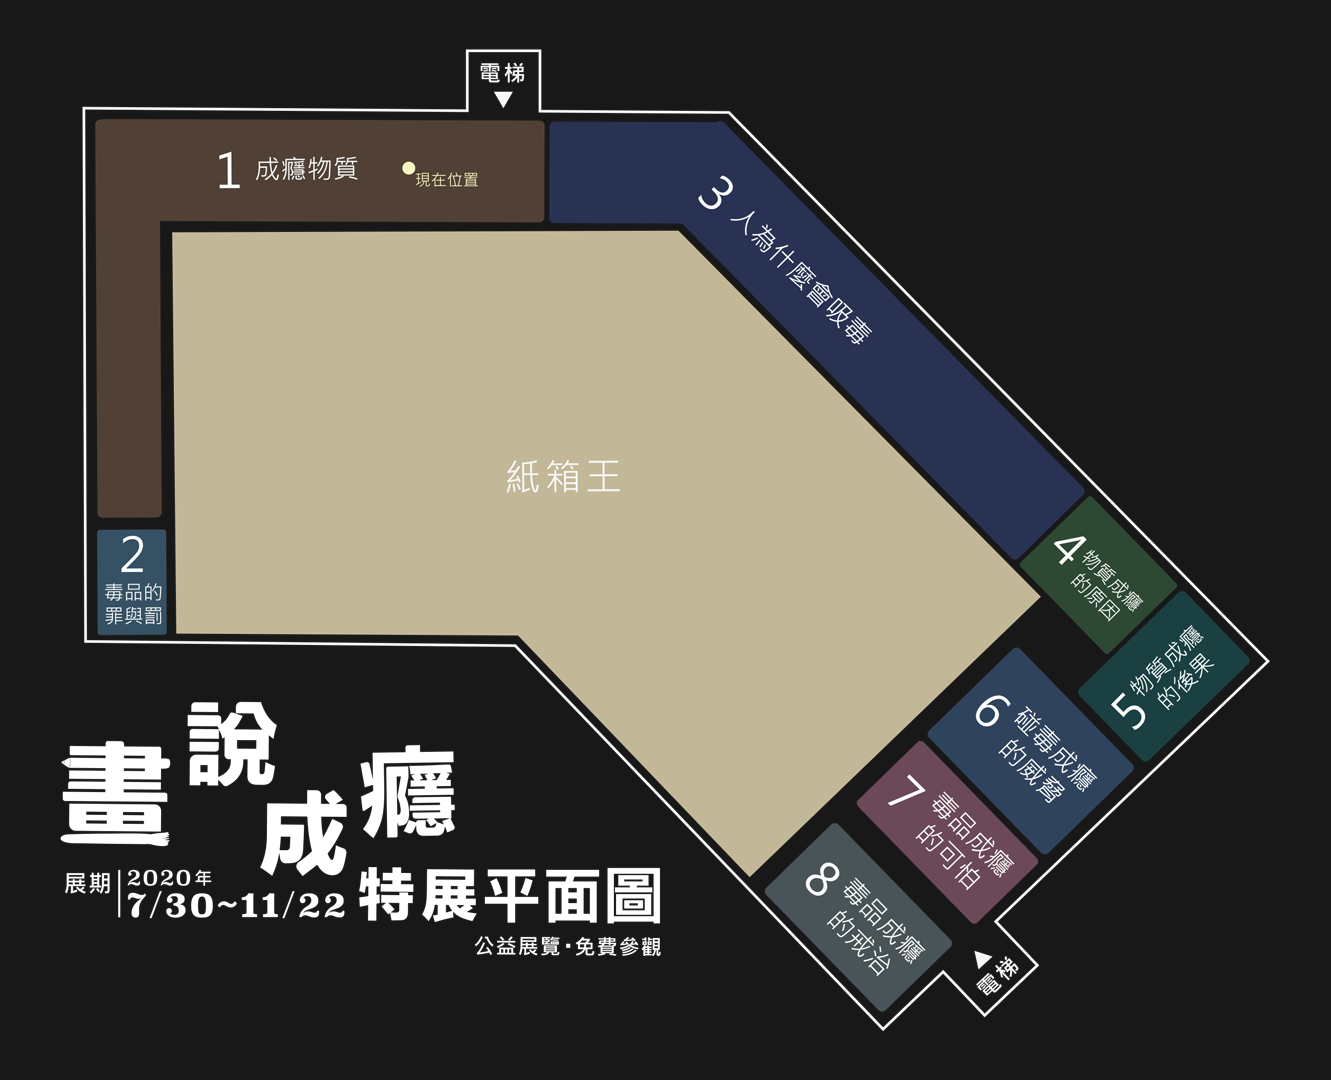 電梯
1 成癮物質
現在位置
3 人為什麼會吸毒
紙箱王
2
毒品的
罪與罰
4 物質成癮
的原因
5 物質成癮
的後果
6 碰毒成癮
的威脅
7 毒品成癮
的可怕
8 毒品成癮
的戒治
電梯
畫說成癮
展期 2020年
7/30~11/22 特展平面圖
公益展覽·免費參觀